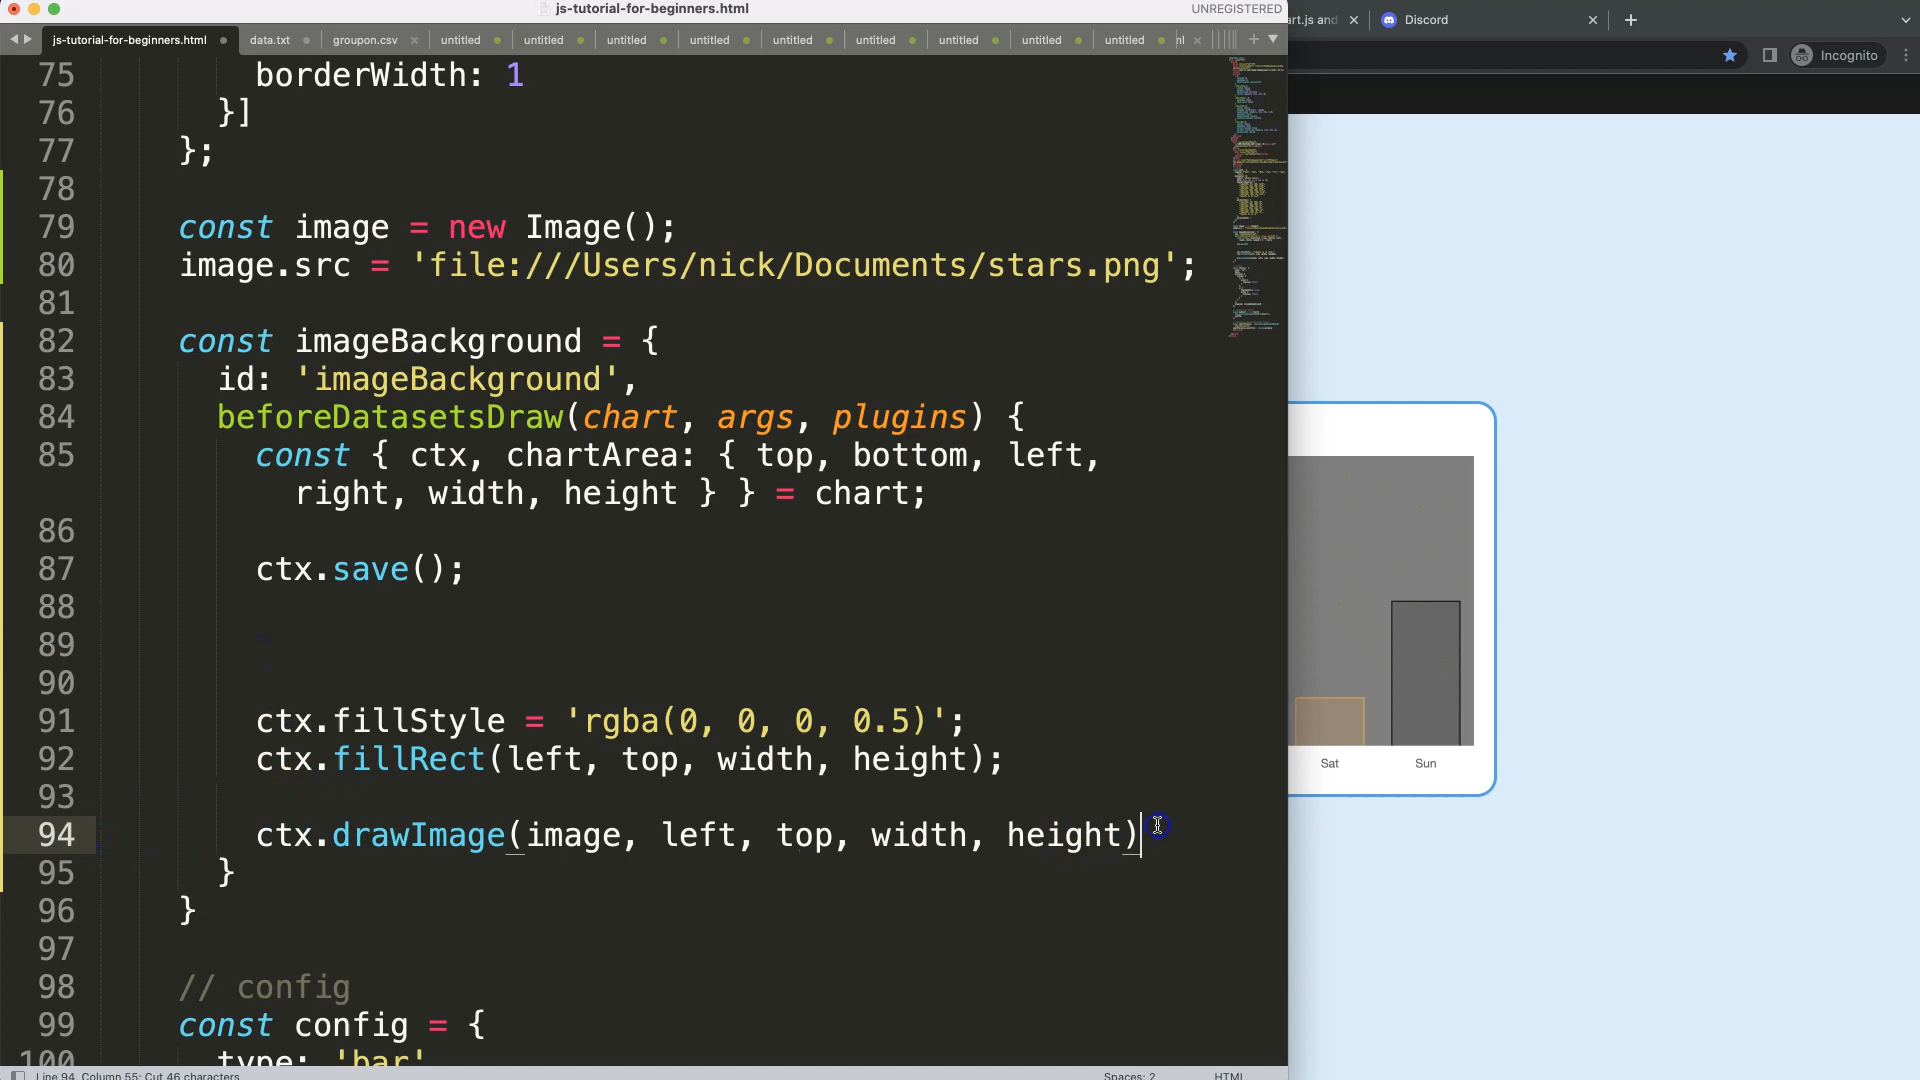 js-tutorial-for-beginners.html
UNREGISTERED
art.js and
Discord
js-tutorial-for-beginners.html
data.txt
groupon.csv
untitled
untitled
untitled
untitled
untitled
untitled
untitled
untitled
untitled
Incognito
75 borderWidth: 1
76 }]
77 };
78
79 const image = new Image();
80 image.src = 'file:///Users/nick/Documents/stars.png';
81
82 const imageBackground = {
83 id: 'imageBackground',
84 beforeDatasetsDraw(chart, args, plugins) {
85 const { ctx, chartArea: { top, bottom, left,
right, width, height } } = chart;
86
87 ctx.save();
88
89
90
91 ctx.fillStyle = 'rgba(0, 0, 0, 0.5)';
92 ctx.fillRect(left, top, width, height);
93
94 ctx.drawImage(image, left, top, width, height)
95 }
96 }
97
98 // config
99 const config = {
100 type: 'bar'
Sat
Sun
Line 94, Column 55; Cut 46 characters
Spaces: 2
HTML